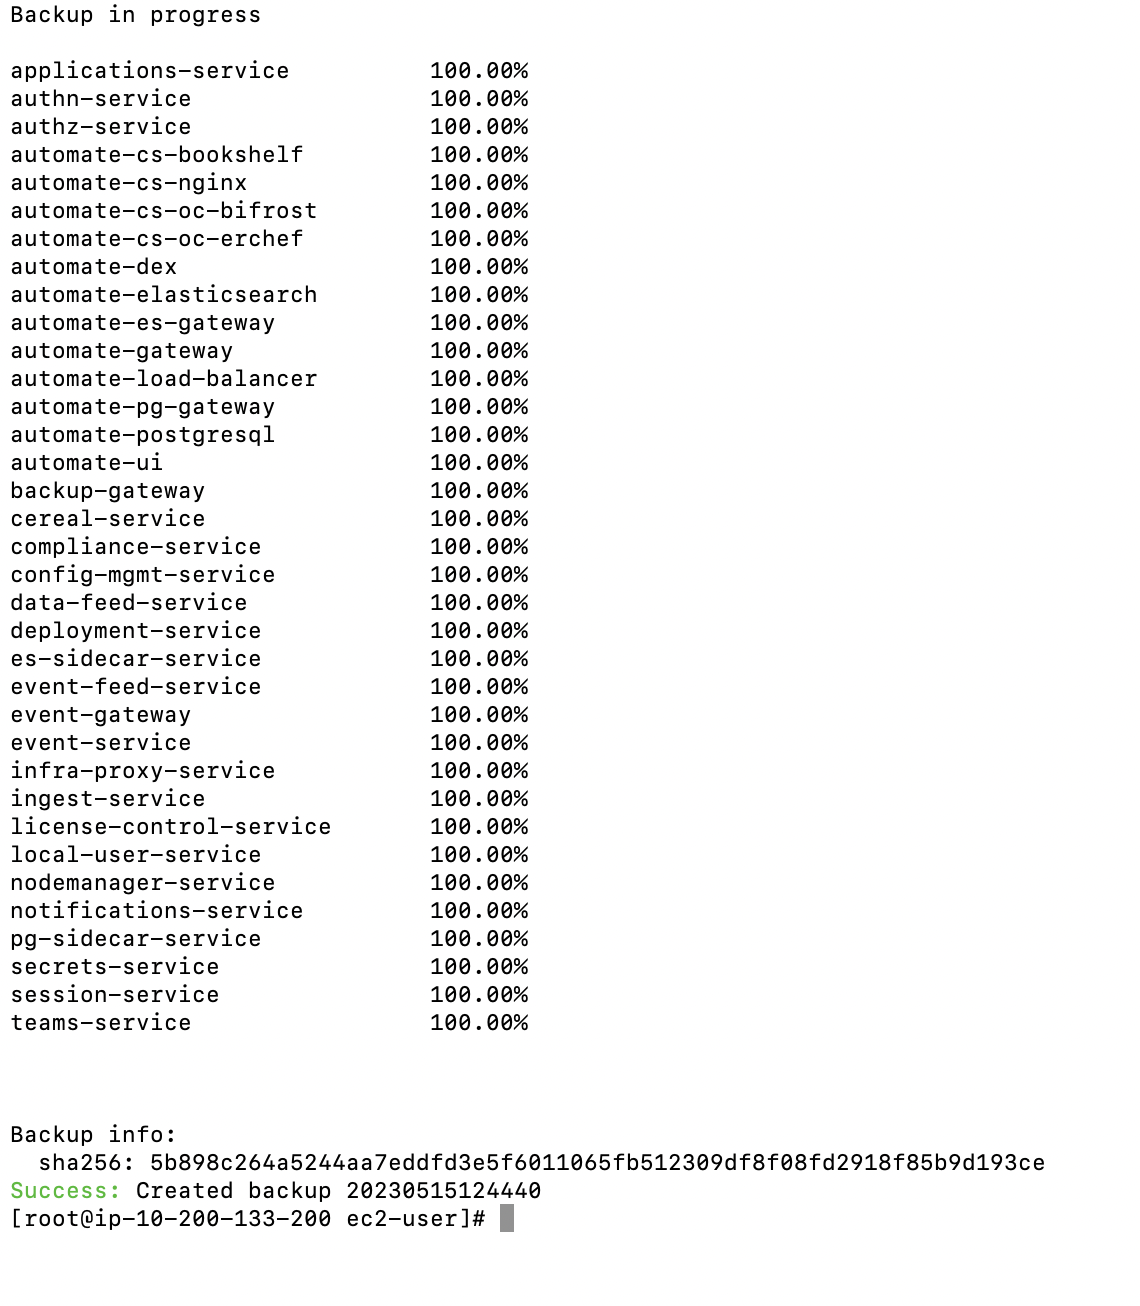 Backup in progress
applications-service 100.00%
authn-service 100.00%
authz-service 100.00%
automate-cs-bookshelf 100.00%
automate-cs-nginx 100.00%
automate-cs-oc-bifrost 100.00%
automate-cs-oc-erchef 100.00%
automate-dex 100.00%
automate-elasticsearch 100.00%
automate-es-gateway 100.00%
automate-gateway 100.00%
automate-load-balancer 100.00%
automate-pg-gateway 100.00%
automate-postgresql 100.00%
automate-ui 100.00%
backup-gateway 100.00%
cereal-service 100.00%
compliance-service 100.00%
config-mgmt-service 100.00%
data-feed-service 100.00%
deployment-service 100.00%
es-sidecar-service 100.00%
event-feed-service 100.00%
event-gateway 100.00%
event-service 100.00%
infra-proxy-service 100.00%
ingest-service 100.00%
license-control-service 100.00%
local-user-service 100.00%
nodemanager-service 100.00%
notifications-service 100.00%
pg-sidecar-service 100.00%
secrets-service 100.00%
session-service 100.00%
teams-service 100.00%
Backup info:
sha256: 5b898c264a5244aa7eddfd3e5f6011065fb512309df8f08fd2918f85b9d193ce
Success: Created backup 20230515124440
[root@ip-10-200-133-200 ec2-user]#